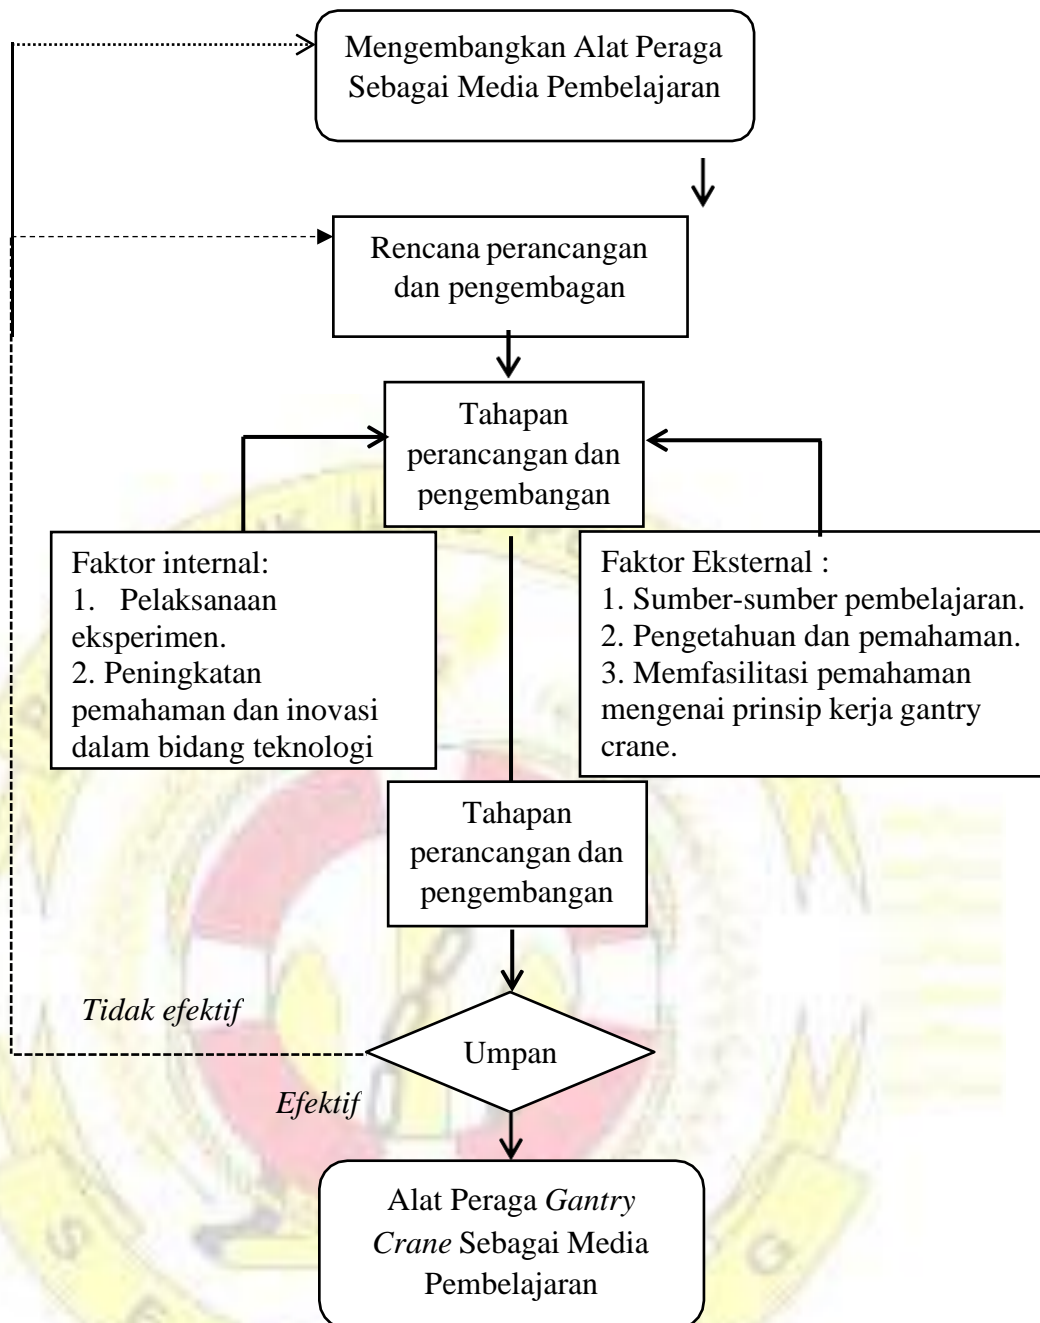 Mengembangkan Alat Peraga
Sebagai Media Pembelajaran
Rencana perancangan
dan pengembagan
Tahapan
perancangan dan
pengembangan
Faktor internal:
1. Pelaksanaan
eksperimen.
2. Peningkatan
pemahaman dan inovasi
dalam bidang teknologi
Faktor Eksternal :
1. Sumber-sumber pembelajaran.
2. Pengetahuan dan pemahaman.
3. Memfasilitasi pemahaman
mengenai prinsip kerja gantry
crane.
Tahapan
perancangan dan
pengembangan
Tidak efektif
Umpan
Efektif
Alat Peraga Gantry
Crane Sebagai Media
Pembelajaran